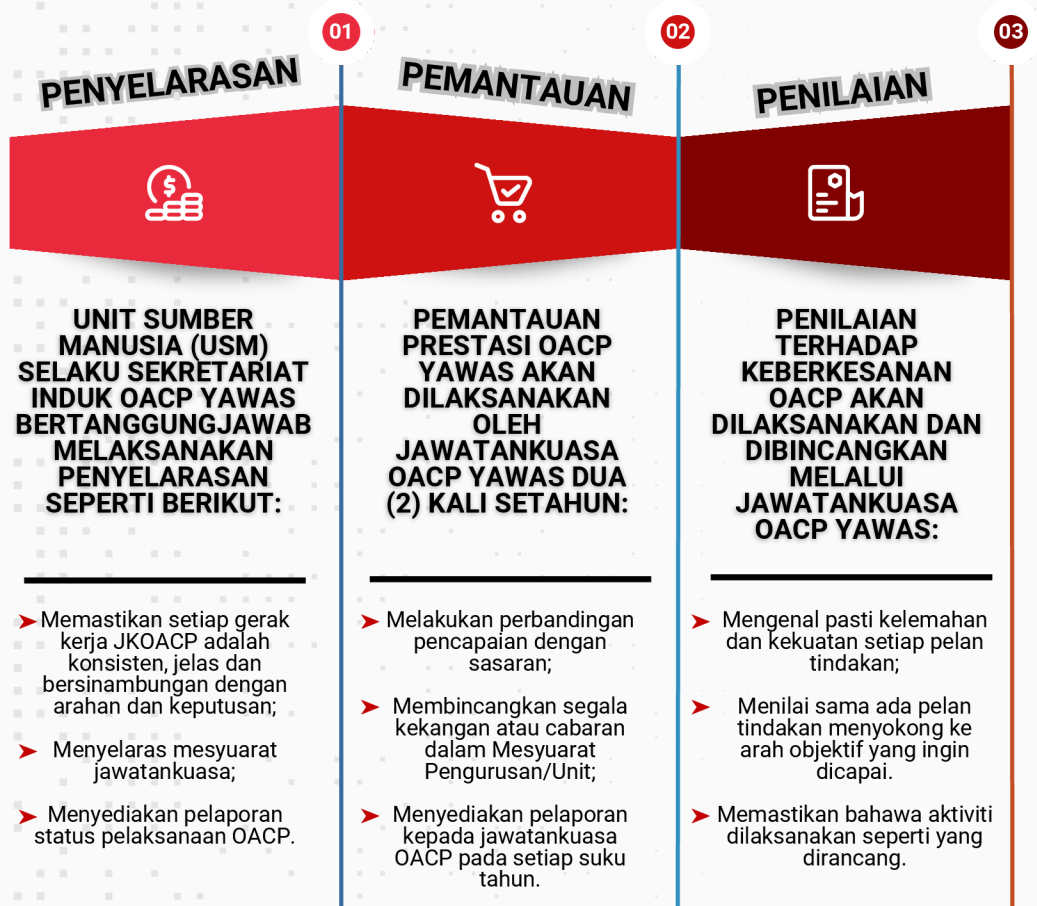 01
PENYELARASAN
UNIT SUMBER
MANUSIA (USM)
SELAKU SEKRETARIAT
INDUK OACP YAWAS
BERTANGGUNGJAWAB
MELAKSANAKAN
PENYELARASAN
SEPERTI BERIKUT:
Memastikan setiap gerak
kerja JKOACP adalah
konsisten, jelas dan
bersinambungan dengan
arahan dan keputusan;
Menyelaras mesyuarat
jawatankuasa;
Menyediakan pelaporan
status pelaksanaan OACP.
02
PEMANTAUAN
PEMANTAUAN
PRESTASI OACP
YAWAS AKAN
DILAKSANAKAN
OLEH
JAWATANKUASA
OACP YAWAS DUA
(2) KALI SETAHUN:
Melakukan perbandingan
pencapaian dengan
sasaran;
Membincangkan segala
kekangan atau cabaran
dalam Mesyuarat
Pengurusan/Unit;
Menyediakan pelaporan
kepada jawatankuasa
OACP pada setiap suku
tahun.
03
PENILAIAN
PENILAIAN
TERHADAP
KEBERKESANAN
OACP AKAN
DILAKSANAKAN DAN
DIBINCANGKAN
MELALUI
JAWATANKUASA
OACP YAWAS:
Mengenal pasti kelemahan
dan kekuatan setiap pelan
tindakan;
Menilai sama ada pelan
tindakan menyokong ke
arah objektif yang ingin
dicapai.
Memastikan bahawa aktiviti
dilaksanakan seperti yang
dirancang.